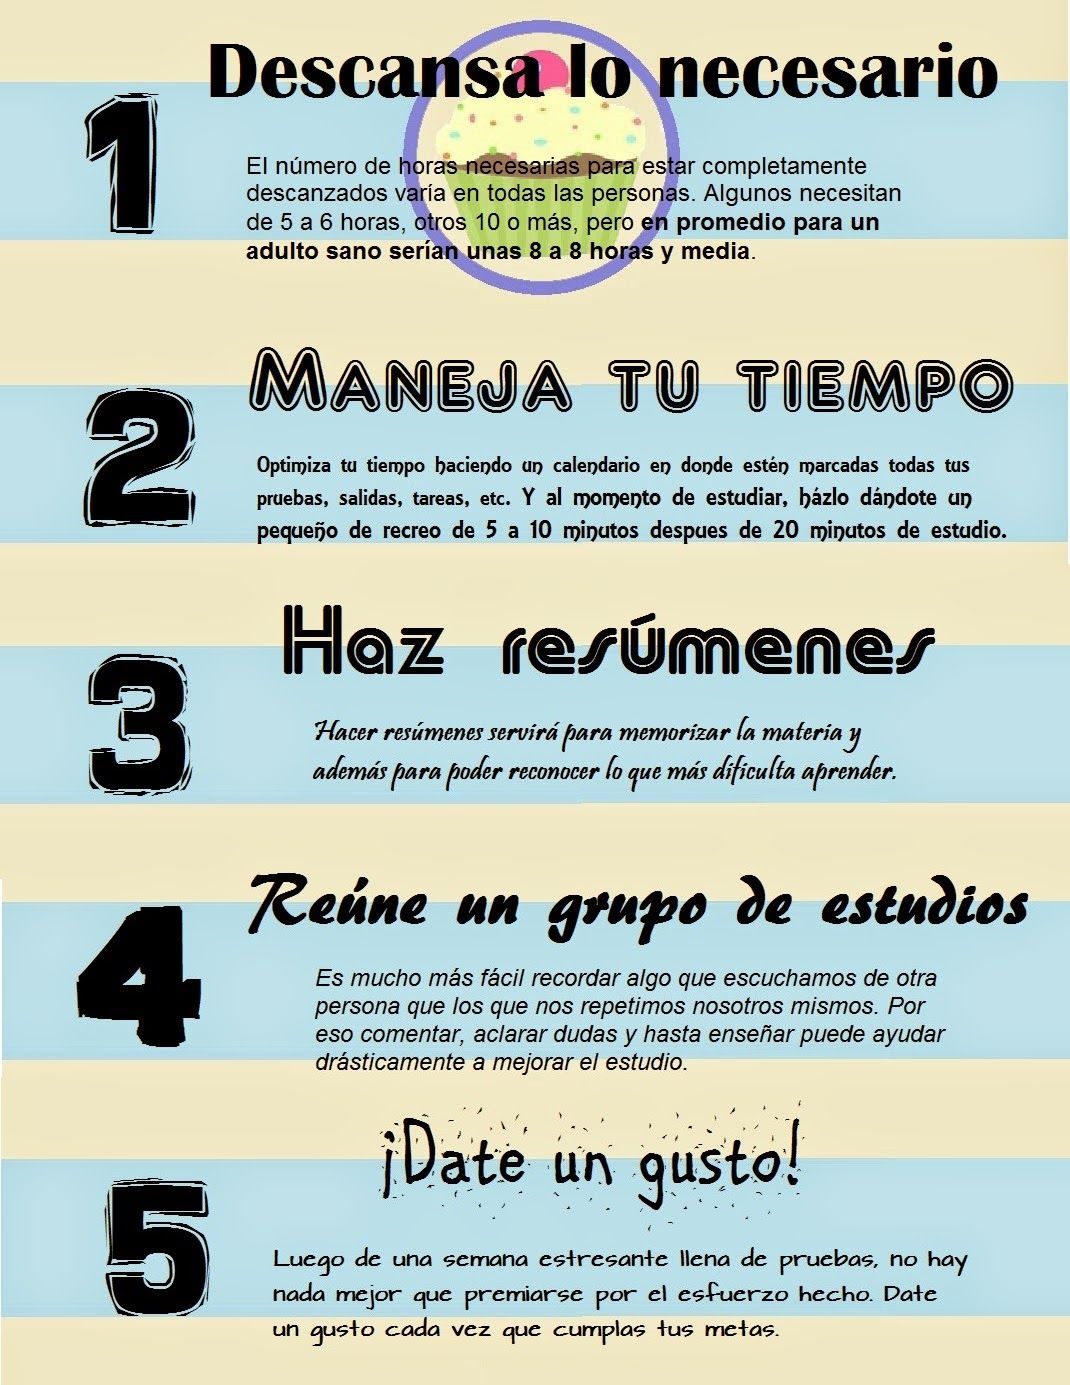 Descansa lo necesario
1
El número de horas necesarias para estar completamente
descanzados varía en todas las personas. Algunos necesitan
de 5 a 6 horas, otros 10 o más, pero en promedio para un
adulto sano serían unas 8 a 8 horas y media.
Maneja tu tiempo
2
Optimiza tu tiempo haciendo un calendario en donde estén marcadas todas tus
pruebas, salidas, tareas, etc. Y al momento de estudiar, házlo dándote un
pequeño de recreo de 5 a 10 minutos despues de 20 minutos de estudio.
Haz resúmenes
3
Hacer resúmenes servirá para memorizar la materia y
además para poder reconocer lo que más dificulta aprender.
Reúne un grupo de estudios
4
Es mucho más fácil recordar algo que escuchamos de otra
persona que los que nos repetimos nosotros mismos. Por
eso comentar, aclarar dudas y hasta enseñar puede ayudar
drásticamente a mejorar el estudio.
¡Date un gusto!
5
Luego de una semana estresante llena de pruebas, no hay
nada mejor que premiarse por el esfuerzo hecho. Date
un gusto cada vez que cumplas tus metas.